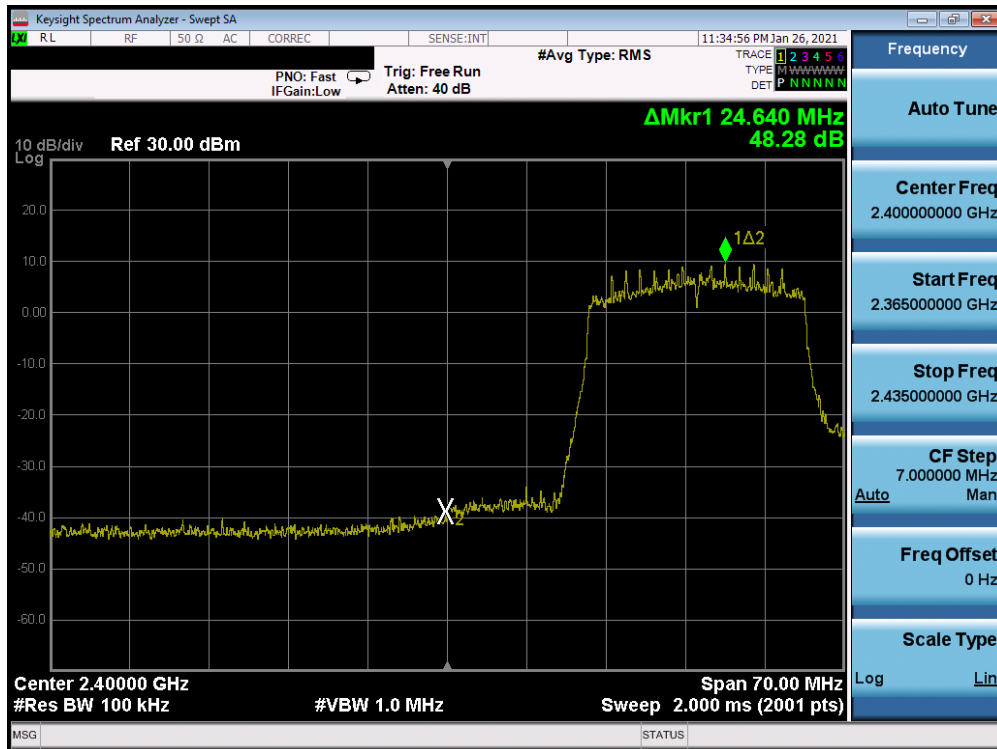 Keysight Spectrum Analyzer - Swept SA
LXI RL RF 50 Ω AC CORREC SENSE:INT 11:34:56 PM Jan 26, 2021
Frequency
#Avg Type: RMS
TRACE 1 2 3 4 5 6
PNO: Fast Trig: Free Run
TYPE M W W W W W
IFGain:Low Atten: 40 dB
DET P N N N N N
Auto Tune
ΔMkr1 24.640 MHz
48.28 dB
10 dB/div Ref 30.00 dBm
Log
20.0
10.0
0.00
-10.0
-20.0
-30.0
-40.0
-50.0
-60.0
1Δ2
X2
Center Freq
2.400000000 GHz
Start Freq
2.365000000 GHz
Stop Freq
2.435000000 GHz
CF Step
7.000000 MHz
Auto Man
Freq Offset
0 Hz
Scale Type
Log Lin
Center 2.40000 GHz Span 70.00 MHz
#Res BW 100 kHz #VBW 1.0 MHz Sweep 2.000 ms (2001 pts)
MSG STATUS